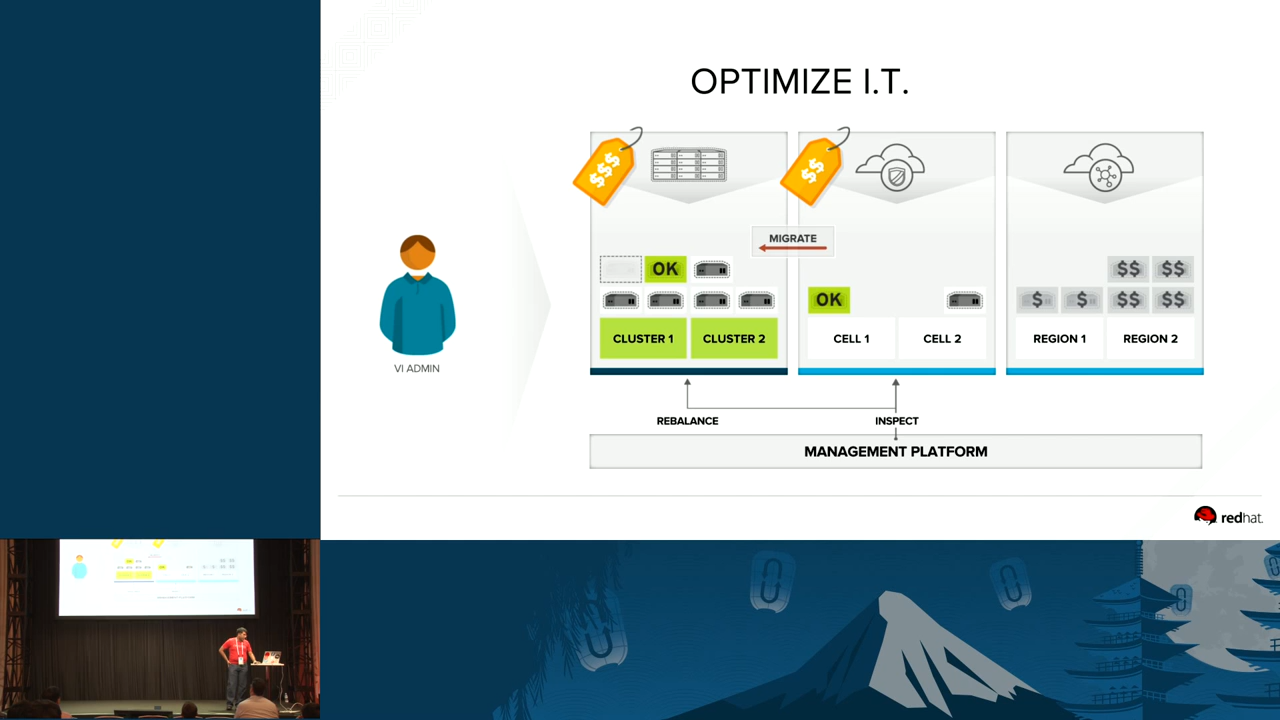 OPTIMIZE I.T.
$$$
$$
MIGRATE
OK
$$ $$
OK
$ $ $$ $$
CLUSTER 1
CLUSTER 2
CELL 1
CELL 2
REGION 1
REGION 2
VI ADMIN
REBALANCE
INSPECT
MANAGEMENT PLATFORM
redhat.